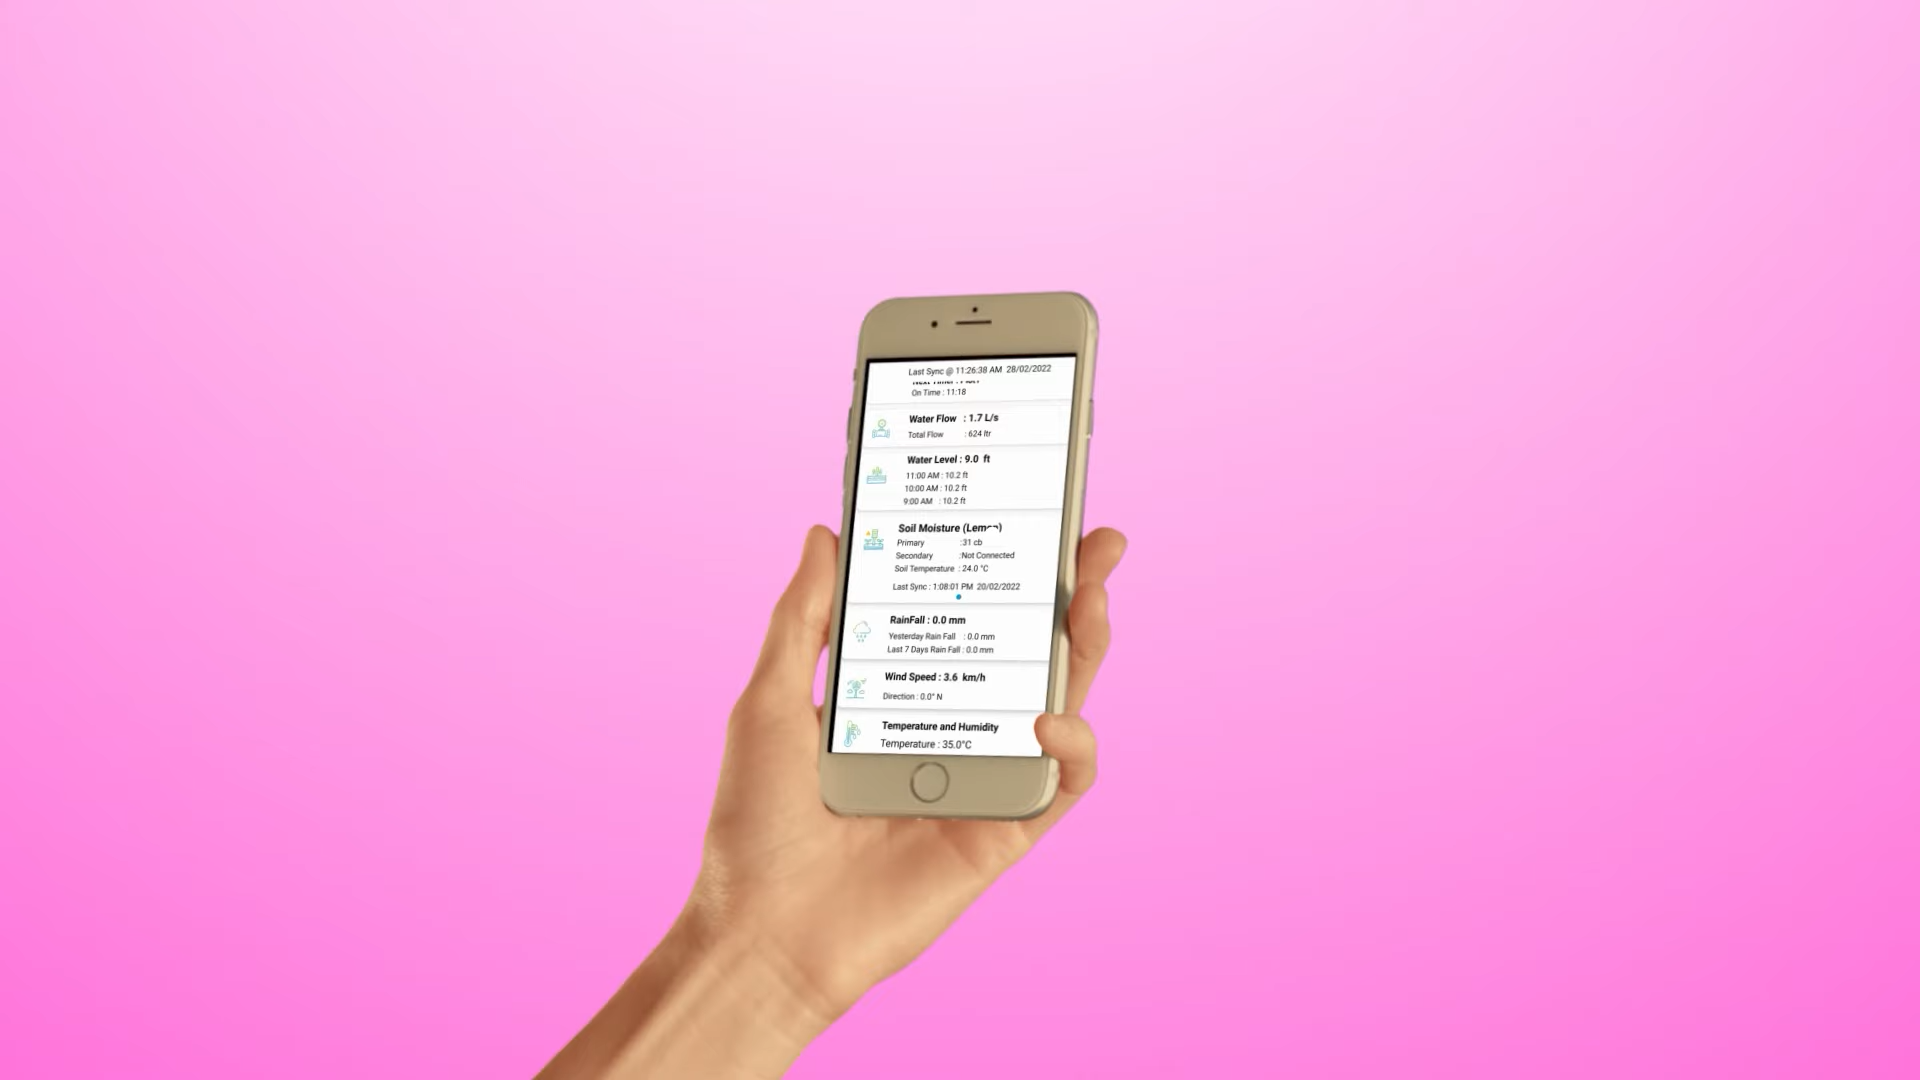 Last Sync @ 11:26:38 AM 28/02/2022
On Time : 11:18
Water Flow : 1.7 L/s
Total Flow : 624 ltr
Water Level : 9.0 ft
11:00 AM : 10.2 ft
10:00 AM : 10.2 ft
9:00 AM : 10.2 ft
Soil Moisture (Lemon)
Primary :31 cb
Secondary :Not Connected
Soil Temperature : 24.0 °C
Last Sync : 1:08:01 PM 20/02/2022
RainFall : 0.0 mm
Yesterday Rain Fall : 0.0 mm
Last 7 Days Rain Fall : 0.0 mm
Wind Speed : 3.6 km/h
Direction : 0.0° N
Temperature and Humidity
Temperature : 35.0°C